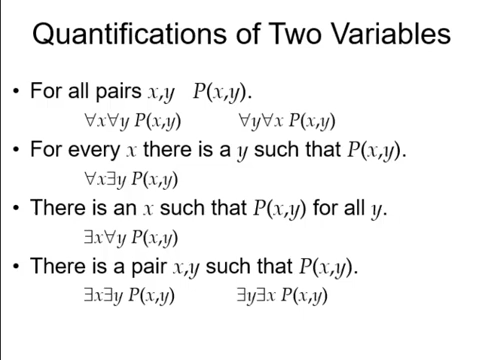 Quantifications of Two Variables
• For all pairs x,y P(x,y).
∀x∀y P(x,y) ∀y∀x P(x,y)
• For every x there is a y such that P(x,y).
∀x∃y P(x,y)
• There is an x such that P(x,y) for all y.
∃x∀y P(x,y)
• There is a pair x,y such that P(x,y).
∃x∃y P(x,y) ∃y∃x P(x,y)